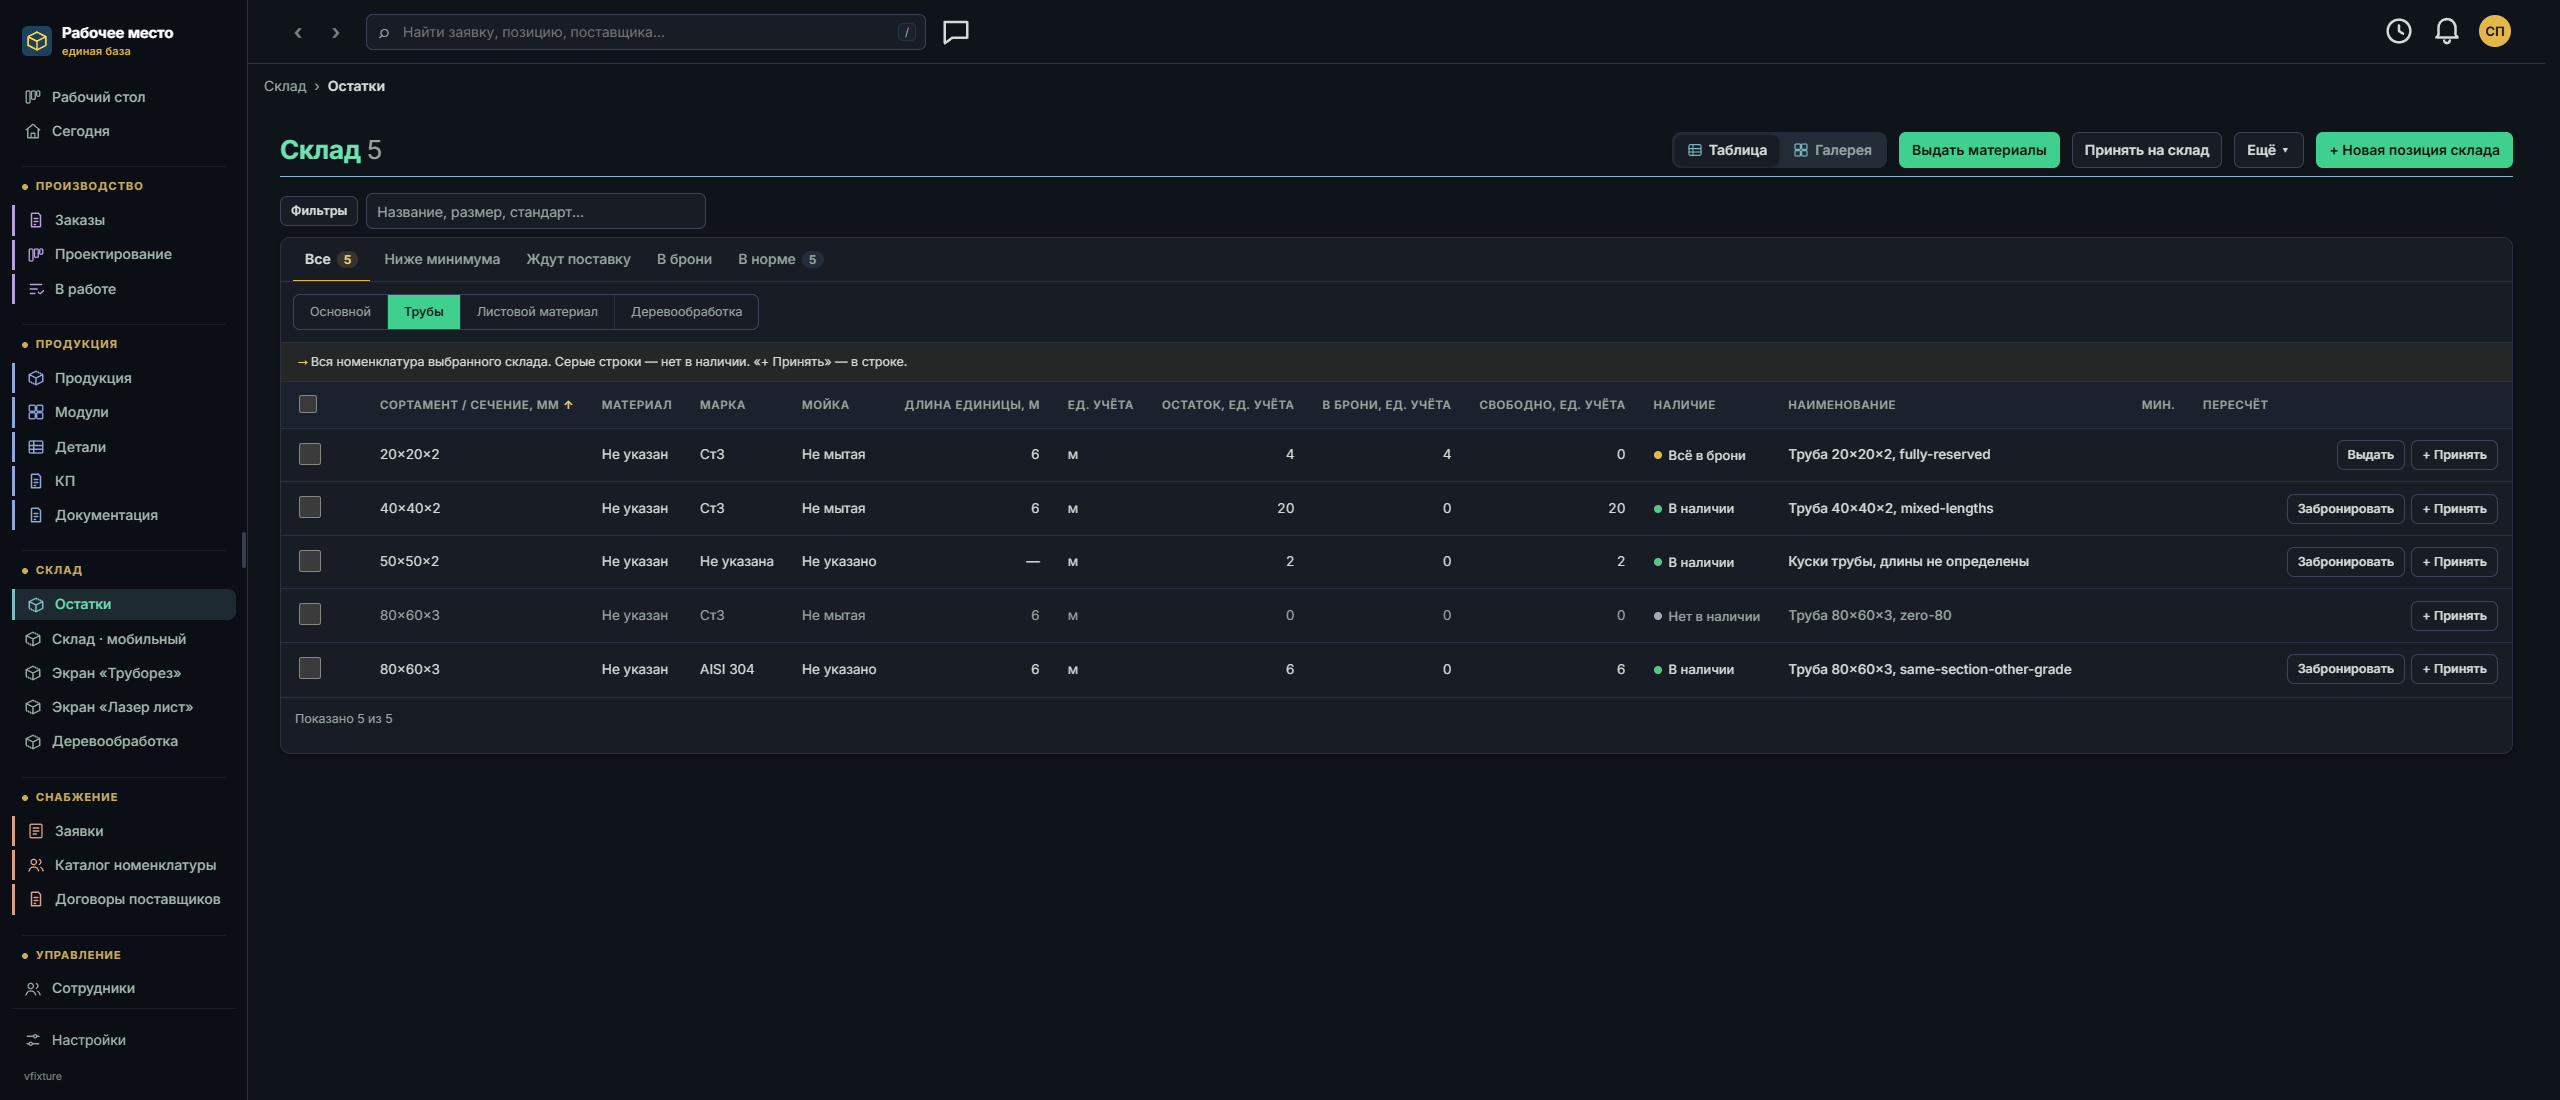 Рабочее место
единая база
Найти заявку, позицию, поставщика...
/
СП
Рабочий стол
Сегодня
ПРОИЗВОДСТВО
Заказы
Проектирование
В работе
ПРОДУКЦИЯ
Продукция
Модули
Детали
КП
Документация
СКЛАД
Остатки
Склад · мобильный
Экран «Труборез»
Экран «Лазер лист»
Деревообработка
СНАБЖЕНИЕ
Заявки
Каталог номенклатуры
Договоры поставщиков
УПРАВЛЕНИЕ
Сотрудники
Настройки
vfixture
Склад › Остатки
Склад 5
Таблица Галерея Выдать материалы Принять на склад Ещё ▾ + Новая позиция склада
Фильтры Название, размер, стандарт...
Все 5 Ниже минимума Ждут поставку В брони В норме 5
Основной Трубы Листовой материал Деревообработка
→ Вся номенклатура выбранного склада. Серые строки — нет в наличии. «+ Принять» — в строке.
СОРТАМЕНТ / СЕЧЕНИЕ, ММ ↑ МАТЕРИАЛ МАРКА МОЙКА ДЛИНА ЕДИНИЦЫ, М ЕД. УЧЁТА ОСТАТОК, ЕД. УЧЁТА В БРОНИ, ЕД. УЧЁТА СВОБОДНО, ЕД. УЧЁТА НАЛИЧИЕ НАИМЕНОВАНИЕ МИН. ПЕРЕСЧЁТ
20×20×2 Не указан Ст3 Не мытая 6 м 4 4 0 Всё в брони Труба 20×20×2, fully-reserved Выдать + Принять
40×40×2 Не указан Ст3 Не мытая 6 м 20 0 20 В наличии Труба 40×40×2, mixed-lengths Забронировать + Принять
50×50×2 Не указан Не указана Не указано — м 2 0 2 В наличии Куски трубы, длины не определены Забронировать + Принять
80×60×3 Не указан Ст3 Не мытая 6 м 0 0 0 Нет в наличии Труба 80×60×3, zero-80 + Принять
80×60×3 Не указан AISI 304 Не указано 6 м 6 0 6 В наличии Труба 80×60×3, same-section-other-grade Забронировать + Принять
Показано 5 из 5